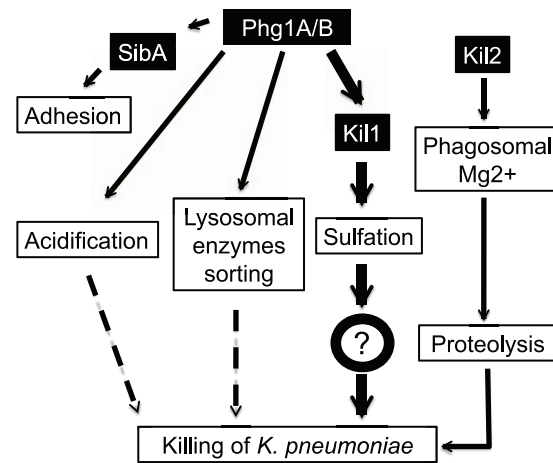 Phg1A/B
SibA
Kil2
Adhesion
Kil1
Phagosomal
Mg2+
Acidification
Lysosomal
enzymes
sorting
Sulfation
?
Proteolysis
Killing of K. pneumoniae